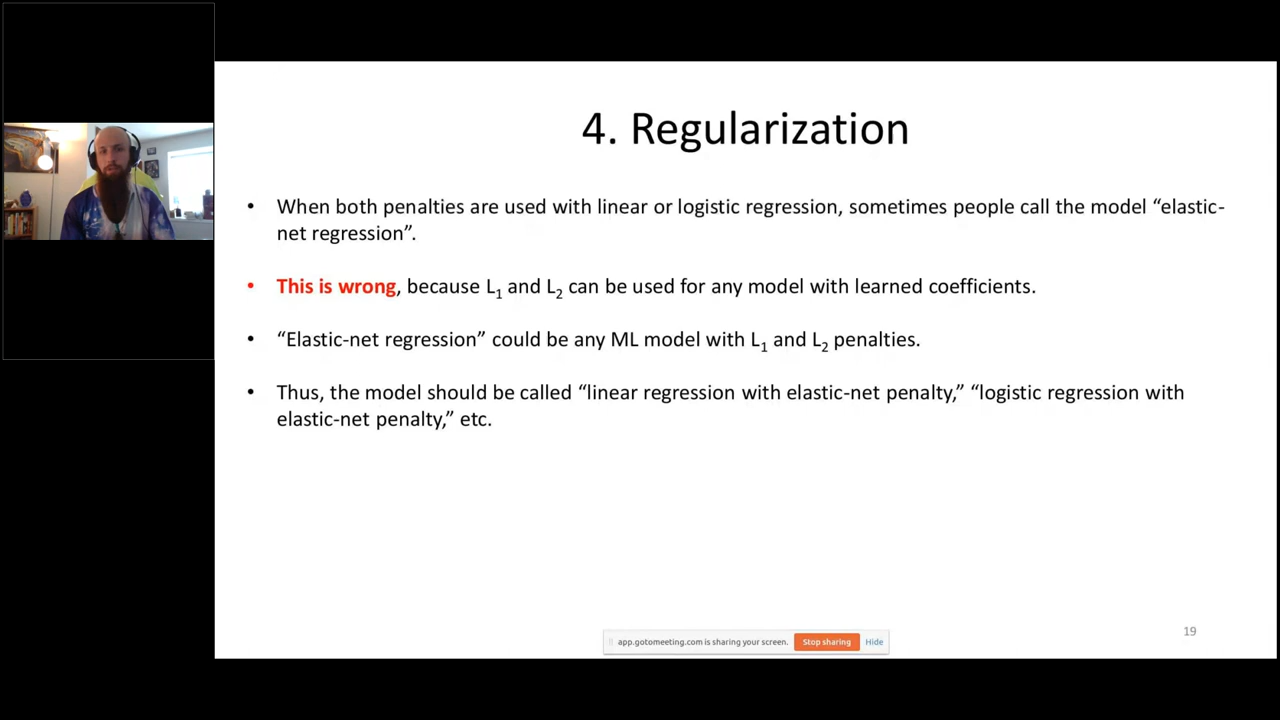 4. Regularization
• When both penalties are used with linear or logistic regression, sometimes people call the model “elastic-
net regression”.
• This is wrong, because L1 and L2 can be used for any model with learned coefficients.
• “Elastic-net regression” could be any ML model with L1 and L2 penalties.
• Thus, the model should be called “linear regression with elastic-net penalty,” “logistic regression with
elastic-net penalty,” etc.
19
app.gotomeeting.com is sharing your screen. Stop sharing Hide